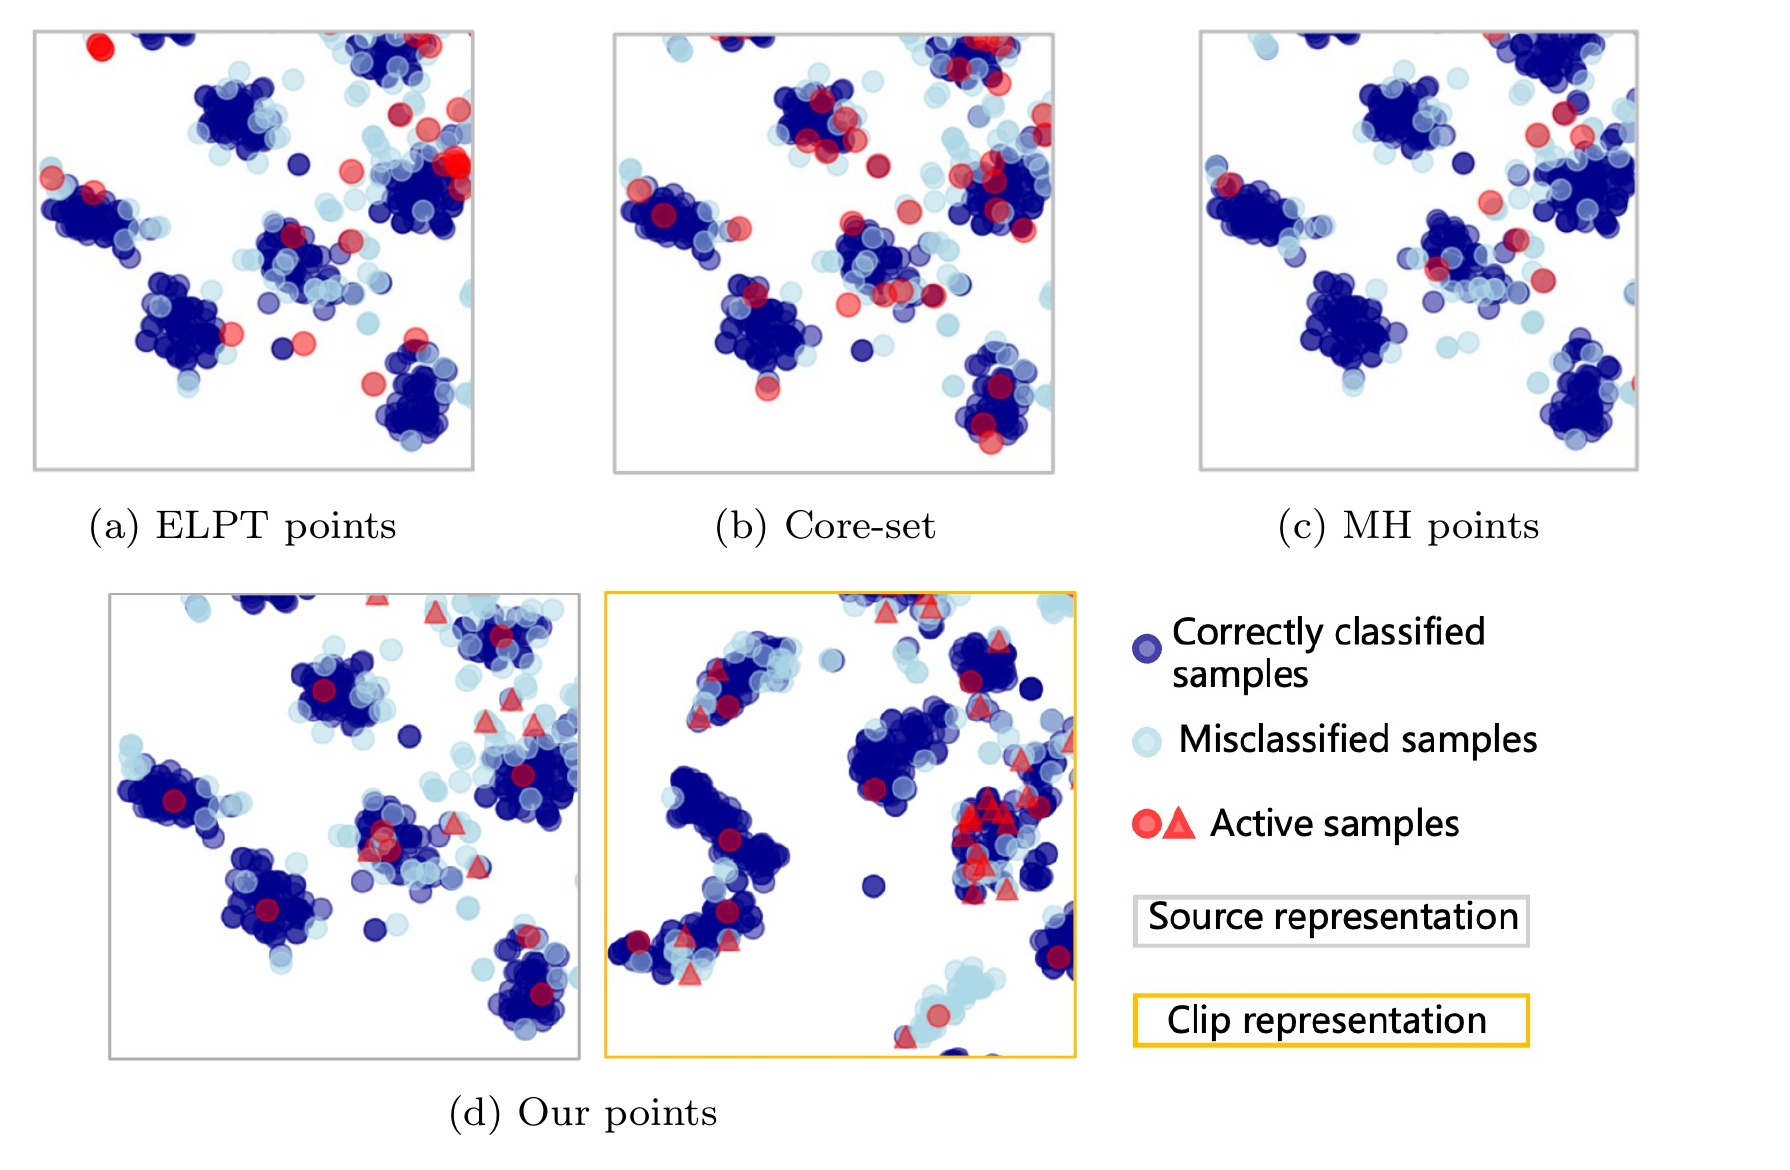 (a) ELPT points
(b) Core-set
(c) MH points
Correctly classified
samples
Misclassified samples
Active samples
Source representation
Clip representation
(d) Our points